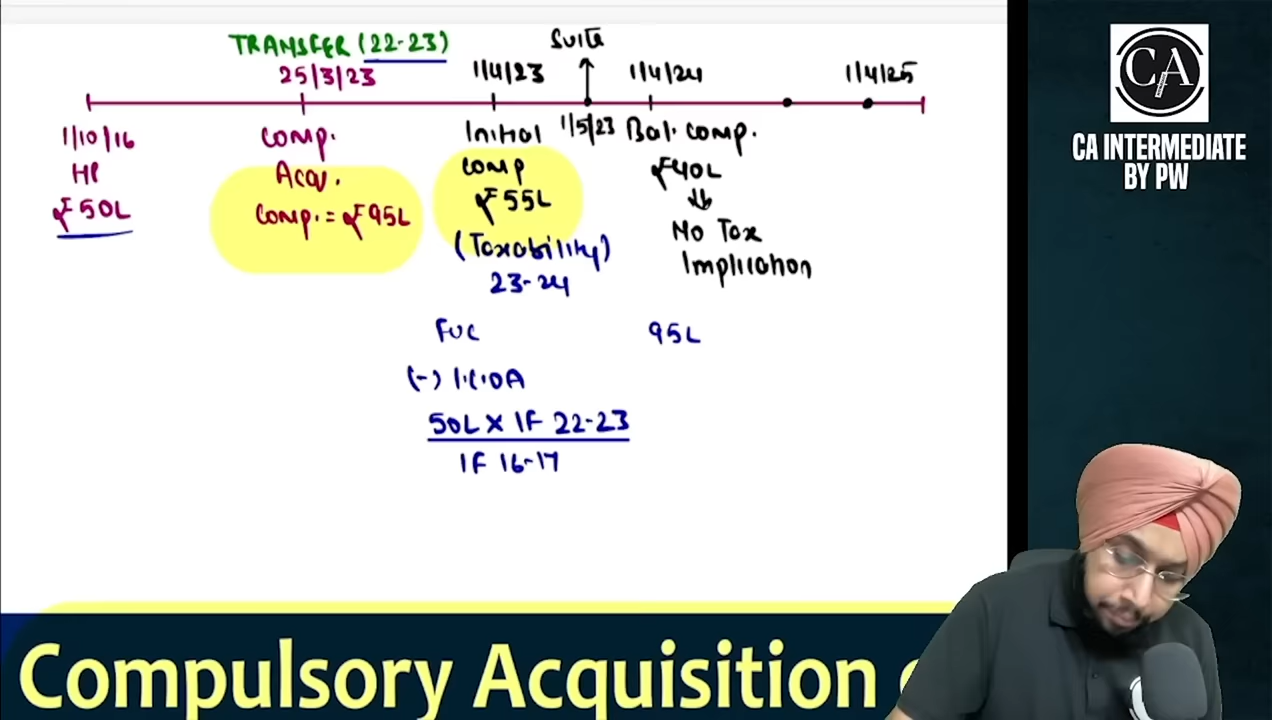 TRANSFER (22-23)
25/3/23
1/4/23
Suite
1/4/24
1/4/25
1/10/16
HP
₹50L
Comp.
Acqu.
Comp. = ₹95L
Initial
Comp
₹55L
(Taxability)
23-24
1/5/23
Bal. Comp.
₹40L
No Tax
Implication
FVC 95L
(-) I.COA
50L X IF 22-23
IF 16-17
CA
CA INTERMEDIATE
BY PW
Compulsory Acquisition